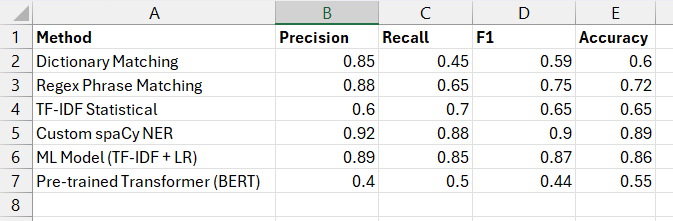 A B C D E
1 Method Precision Recall F1 Accuracy
2 Dictionary Matching 0.85 0.45 0.59 0.6
3 Regex Phrase Matching 0.88 0.65 0.75 0.72
4 TF-IDF Statistical 0.6 0.7 0.65 0.65
5 Custom spaCy NER 0.92 0.88 0.9 0.89
6 ML Model (TF-IDF + LR) 0.89 0.85 0.87 0.86
7 Pre-trained Transformer (BERT) 0.4 0.5 0.44 0.55
8